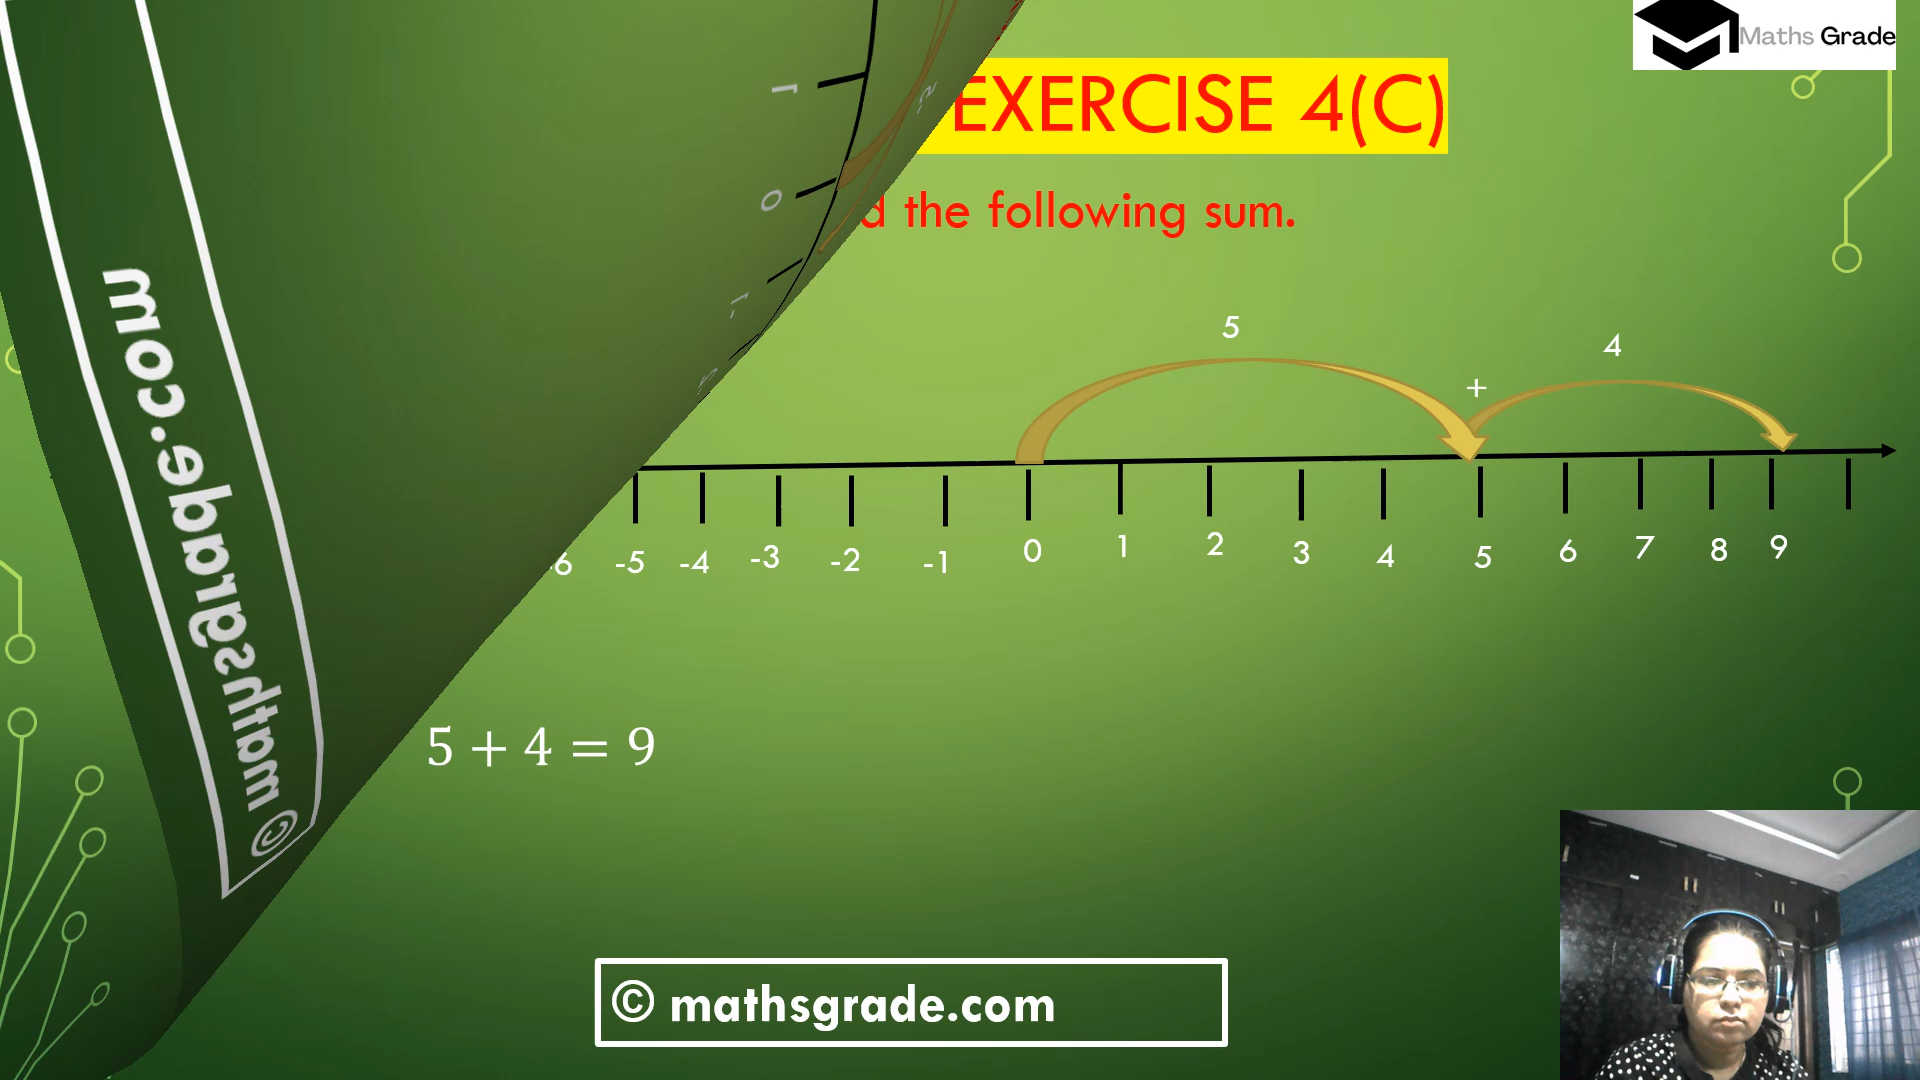 Maths Grade
EXERCISE 4(C)
d the following sum.
5
4
+
-6 -5 -4 -3 -2 -1 0 1 2 3 4 5 6 7 8 9
5 + 4 = 9
© mathsgrade.com
© mathsgrade.com